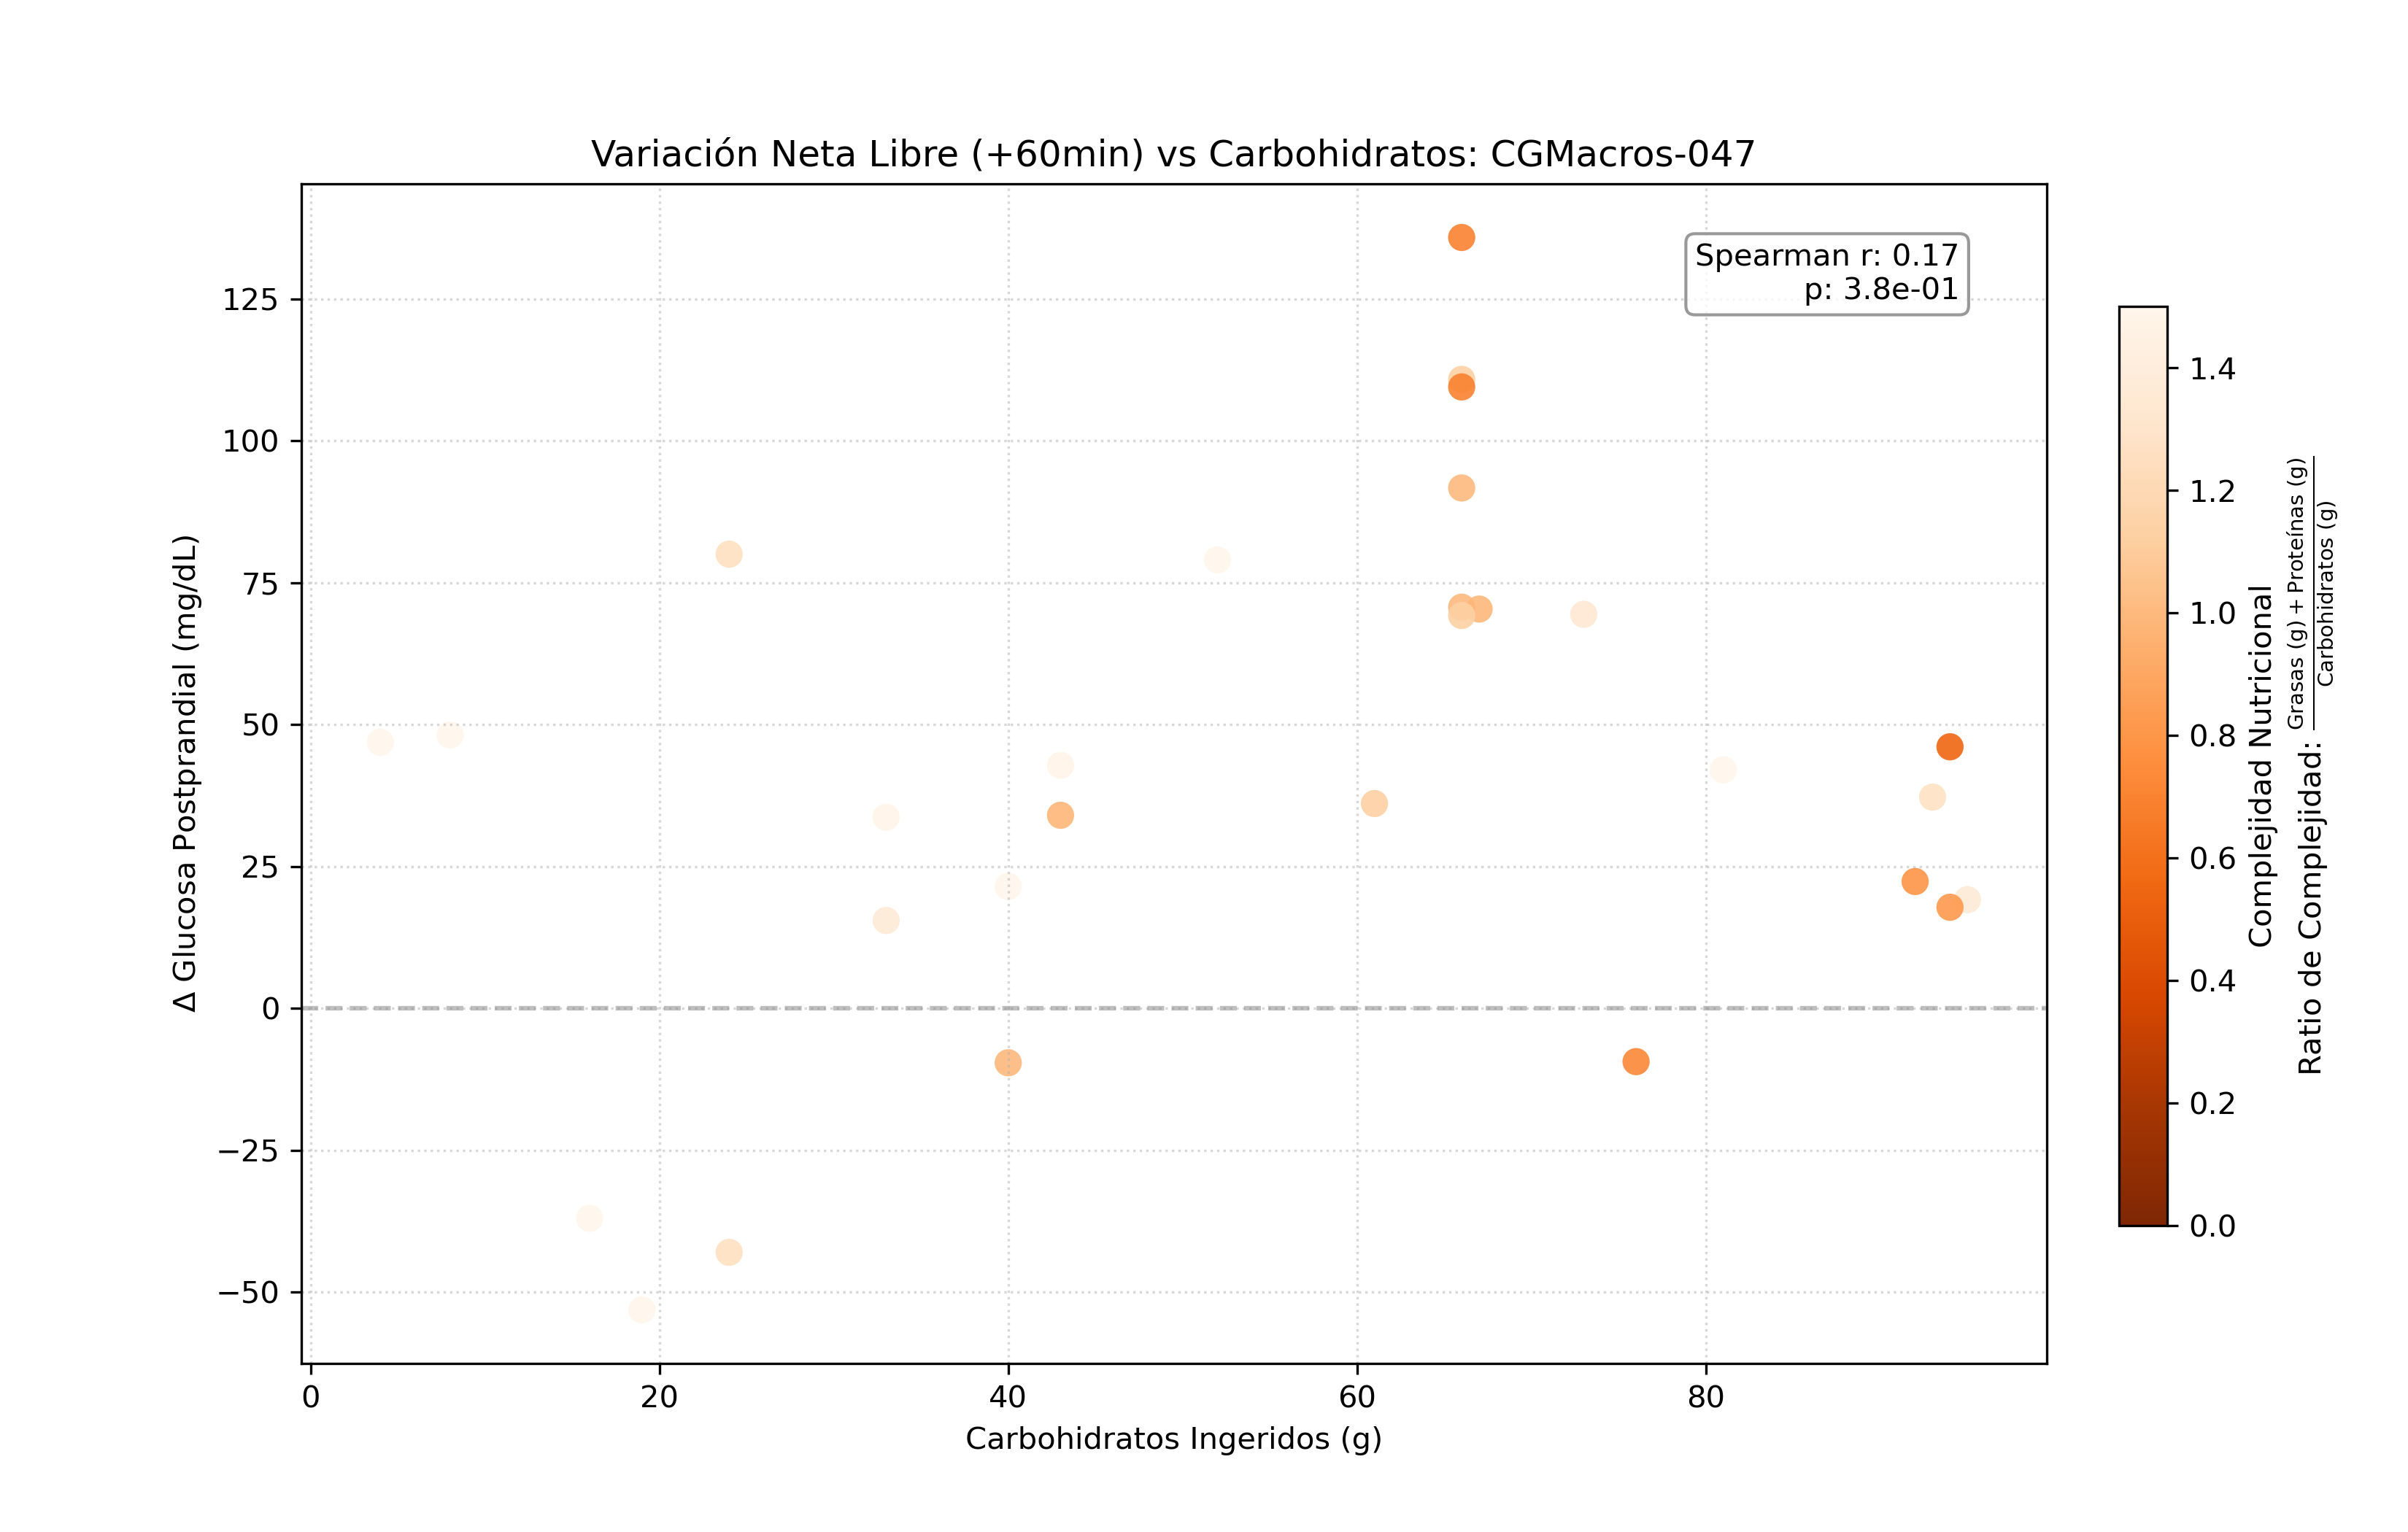 Variación Neta Libre (+60min) vs Carbohidratos: CGMacros-047
Spearman r: 0.17
p: 3.8e-01
Δ Glucosa Postprandial (mg/dL)
125
100
75
50
25
0
−25
−50
0
20
40
60
80
Carbohidratos Ingeridos (g)
1.4
1.2
1.0
0.8
0.6
0.4
0.2
0.0
Complejidad Nutricional
Ratio de Complejidad: Grasas (g) + Proteínas (g)
Carbohidratos (g)